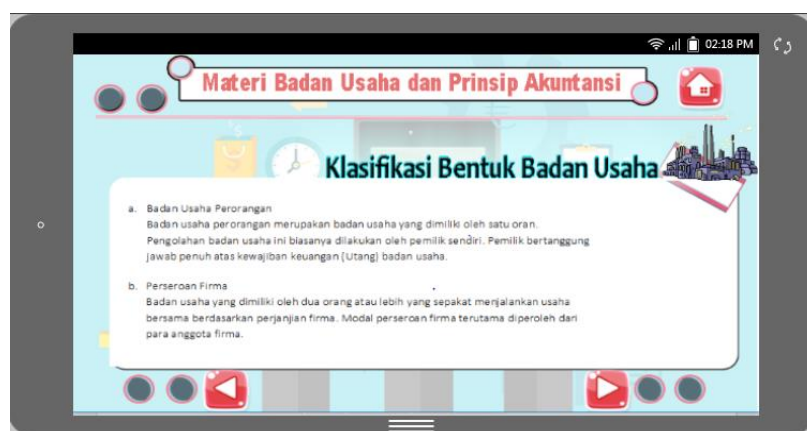 02:18 PM
Materi Badan Usaha dan Prinsip Akuntansi
Klasifikasi Bentuk Badan Usaha
a. Badan Usaha Perorangan
Badan usaha perorangan merupakan badan usaha yang dimiliki oleh satu oran.
Pengolahan badan usaha ini biasanya dilakukan oleh pemilik sendiri. Pemilik bertanggung
jawab penuh atas kewajiban keuangan (Utang) badan usaha.
b. Perseroan Firma
Badan usaha yang dimiliki oleh dua orang atau lebih yang sepakat menjalankan usaha
bersama berdasarkan perjanjian firma. Modal perseroan firma terutama diperoleh dari
para anggota firma.